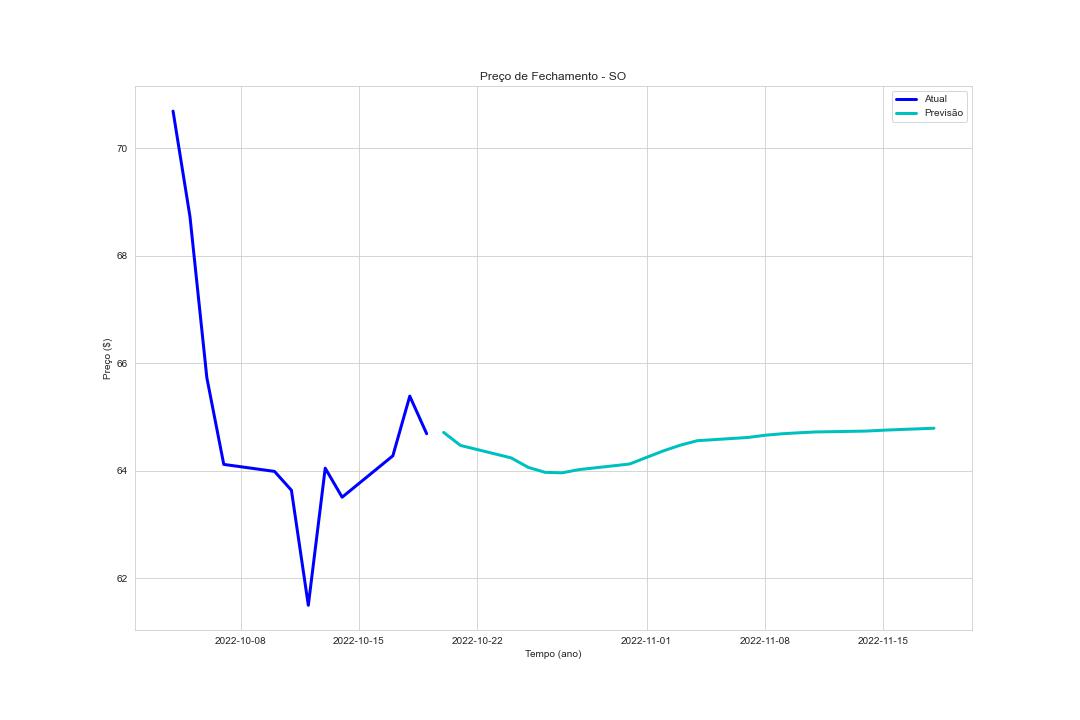 Preço de Fechamento - SO
Atual
Previsão
70
68
66
64
62
Preço ($)
2022-10-08
2022-10-15
2022-10-22
2022-11-01
2022-11-08
2022-11-15
Tempo (ano)